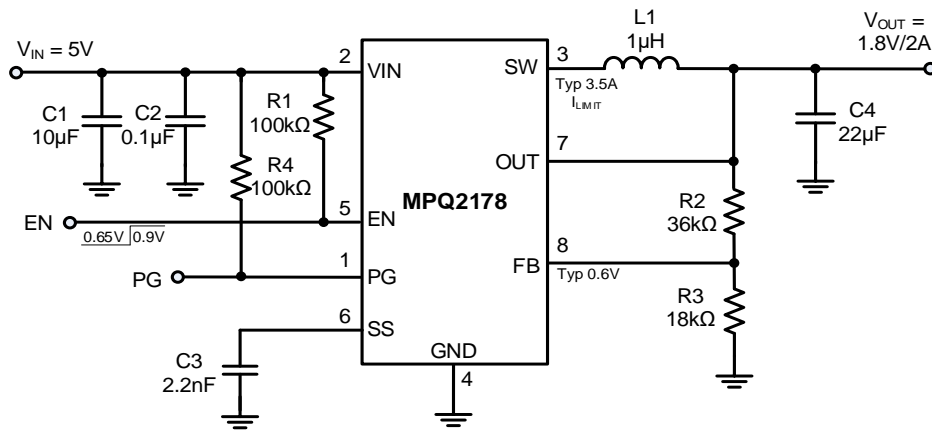 V_IN = 5V
C1
10µF
C2
0.1µF
R1
100kΩ
R4
100kΩ
EN
0.65V 0.9V
PG
C3
2.2nF
2
VIN
5
EN
1
PG
6
SS
MPQ2178
GND
4
3
SW
Typ 3.5A
I_LIMIT
7
OUT
8
FB
Typ 0.6V
L1
1µH
V_OUT =
1.8V/2A
C4
22µF
R2
36kΩ
R3
18kΩ